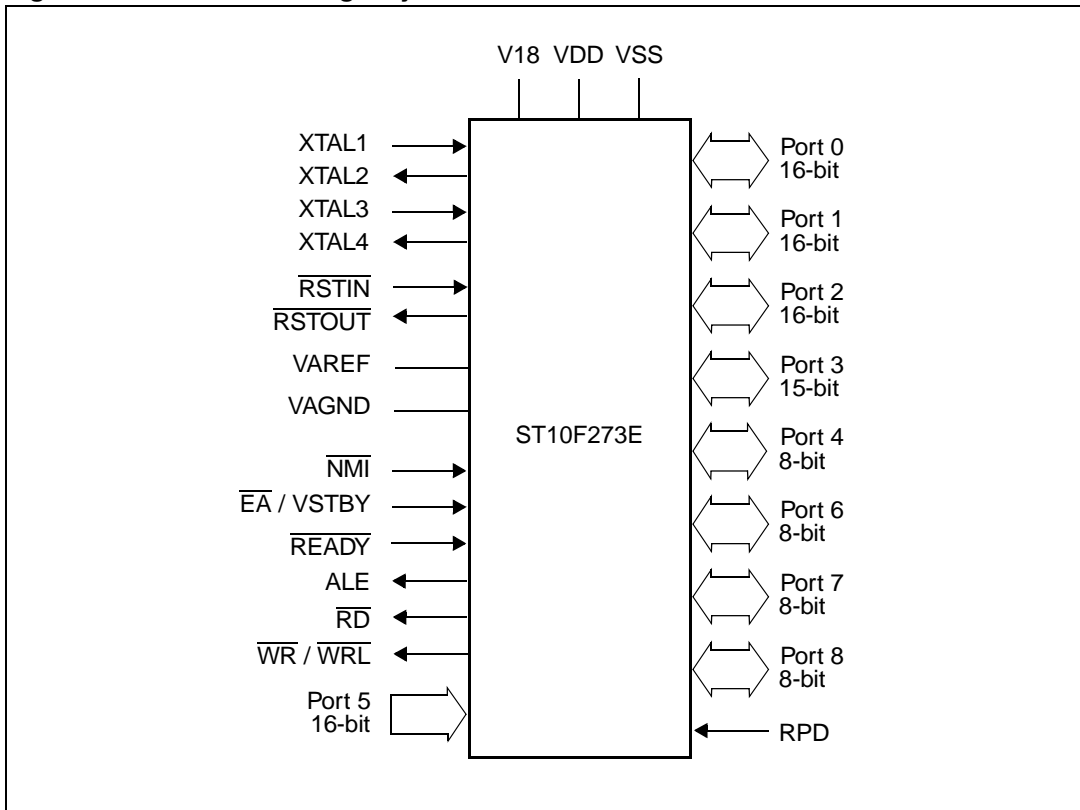 V18 VDD VSS
XTAL1
XTAL2
XTAL3
XTAL4
RSTIN
RSTOUT
VAREF
VAGND
NMI
EA / VSTBY
READY
ALE
RD
WR / WRL
Port 5
16-bit
ST10F273E
Port 0
16-bit
Port 1
16-bit
Port 2
16-bit
Port 3
15-bit
Port 4
8-bit
Port 6
8-bit
Port 7
8-bit
Port 8
8-bit
RPD